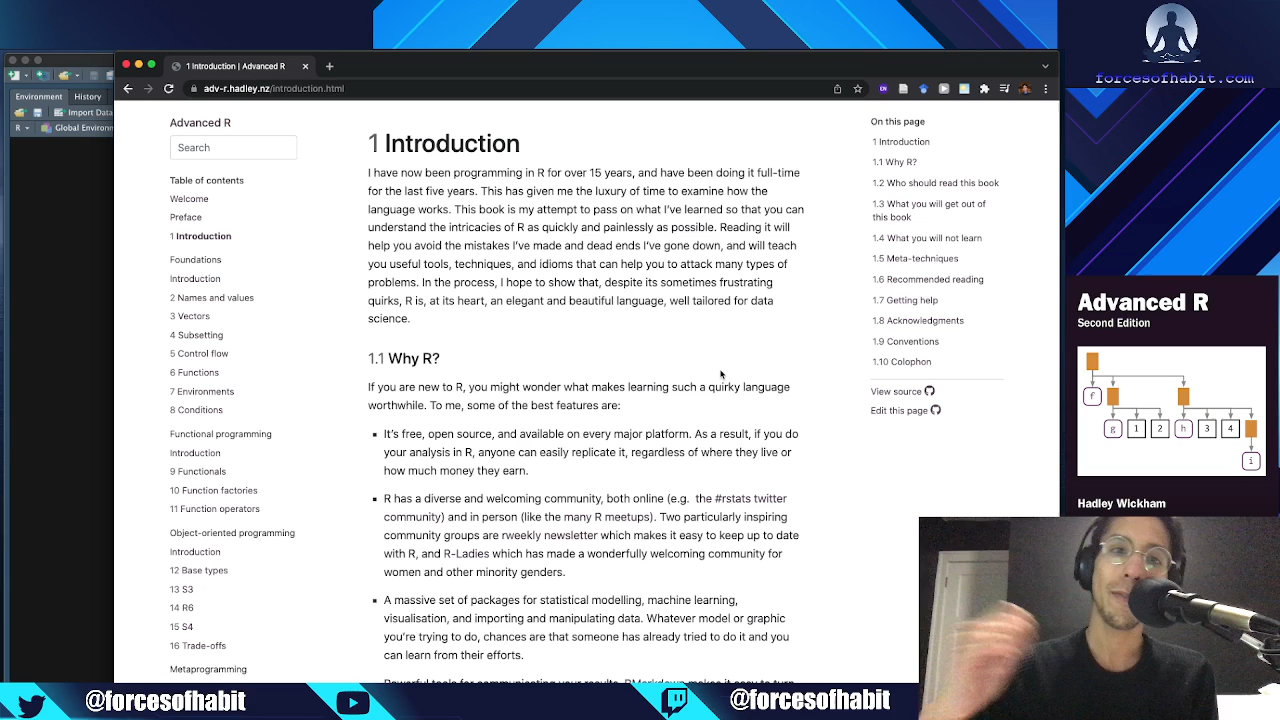 forcesofhabit.com
Environment
History
Import Data
R
Global Environm
1 Introduction | Advanced R
adv-r.hadley.nz/introduction.html
Advanced R
Search
Table of contents
Welcome
Preface
1 Introduction
Foundations
Introduction
2 Names and values
3 Vectors
4 Subsetting
5 Control flow
6 Functions
7 Environments
8 Conditions
Functional programming
Introduction
9 Functionals
10 Function factories
11 Function operators
Object-oriented programming
Introduction
12 Base types
13 S3
14 R6
15 S4
16 Trade-offs
Metaprogramming
1 Introduction
I have now been programming in R for over 15 years, and have been doing it full-time
for the last five years. This has given me the luxury of time to examine how the
language works. This book is my attempt to pass on what I've learned so that you can
understand the intricacies of R as quickly and painlessly as possible. Reading it will
help you avoid the mistakes I've made and dead ends I've gone down, and will teach
you useful tools, techniques, and idioms that can help you to attack many types of
problems. In the process, I hope to show that, despite its sometimes frustrating
quirks, R is, at its heart, an elegant and beautiful language, well tailored for data
science.
1.1 Why R?
If you are new to R, you might wonder what makes learning such a quirky language
worthwhile. To me, some of the best features are:
It's free, open source, and available on every major platform. As a result, if you do
your analysis in R, anyone can easily replicate it, regardless of where they live or
how much money they earn.
R has a diverse and welcoming community, both online (e.g. the #rstats twitter
community) and in person (like the many R meetups). Two particularly inspiring
community groups are rweekly newsletter which makes it easy to keep up to date
with R, and R-Ladies which has made a wonderfully welcoming community for
women and other minority genders.
A massive set of packages for statistical modelling, machine learning,
visualisation, and importing and manipulating data. Whatever model or graphic
you're trying to do, chances are that someone has already tried to do it and you
can learn from their efforts.
Powerful tools for communicating your results. RMarkdown makes it easy to turn
On this page
1 Introduction
1.1 Why R?
1.2 Who should read this book
1.3 What you will get out of
this book
1.4 What you will not learn
1.5 Meta-techniques
1.6 Recommended reading
1.7 Getting help
1.8 Acknowledgments
1.9 Conventions
1.10 Colophon
View source
Edit this page
Advanced R
Second Edition
f
g 1 2 h 3 4
i
Hadley Wickham
@forcesofhabit
@forcesofhabit